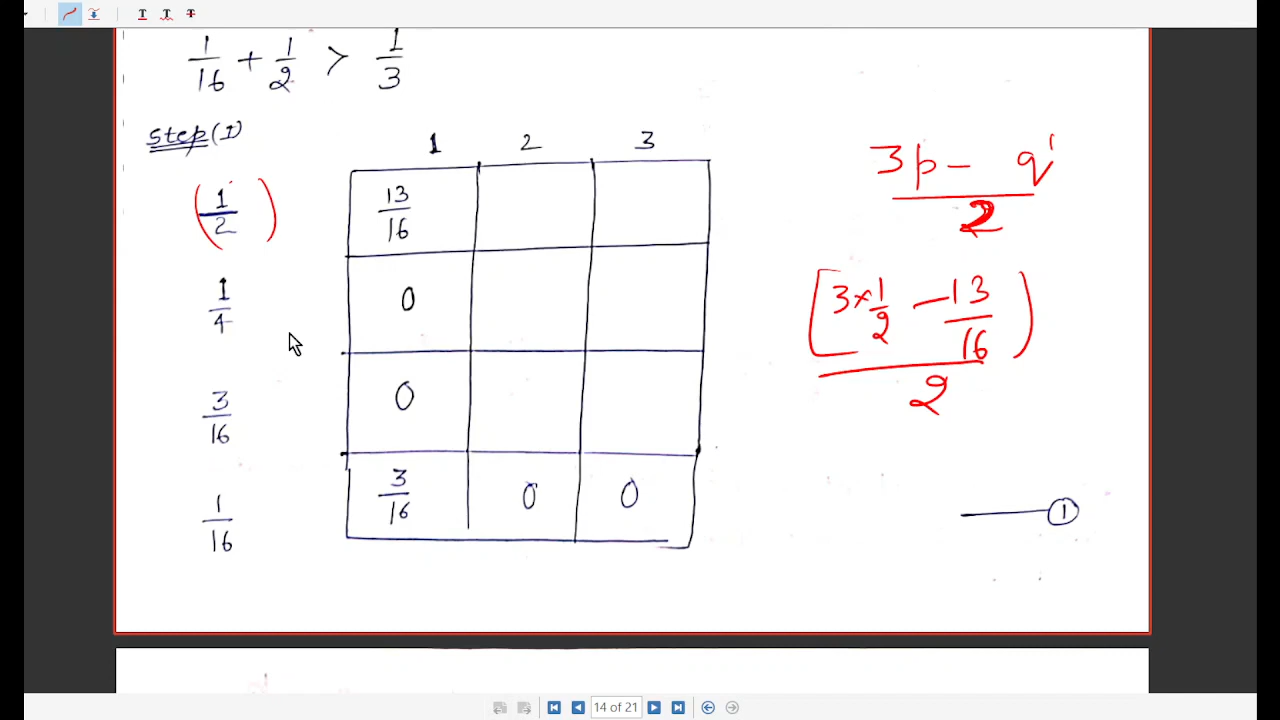 1/16 + 1/2 > 1/3
Step (I)
1 2 3
1/2 13/16
1/4 0
3/16 0
1/16 3/16 0 0
3p - q' / 2
[3×1/2 - 13/16) / 2
1
14 of 21
T T T